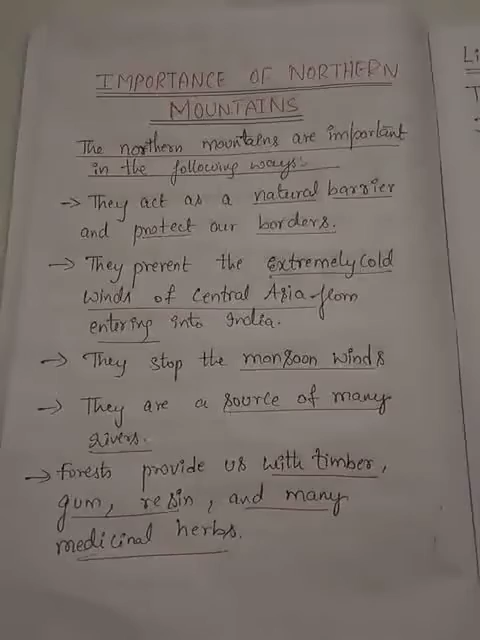 IMPORTANCE OF NORTHERN
MOUNTAINS
The northern mountains are important
in the following ways:-
→ They act as a natural barrier
and protect our borders.
→ They prevent the extremely cold
winds of Central Asia from
entering into India.
→ They stop the monsoon winds
→ They are a source of many
rivers.
→ Forests provide us with timber,
gum, resin, and many
medicinal herbs.
Li
T